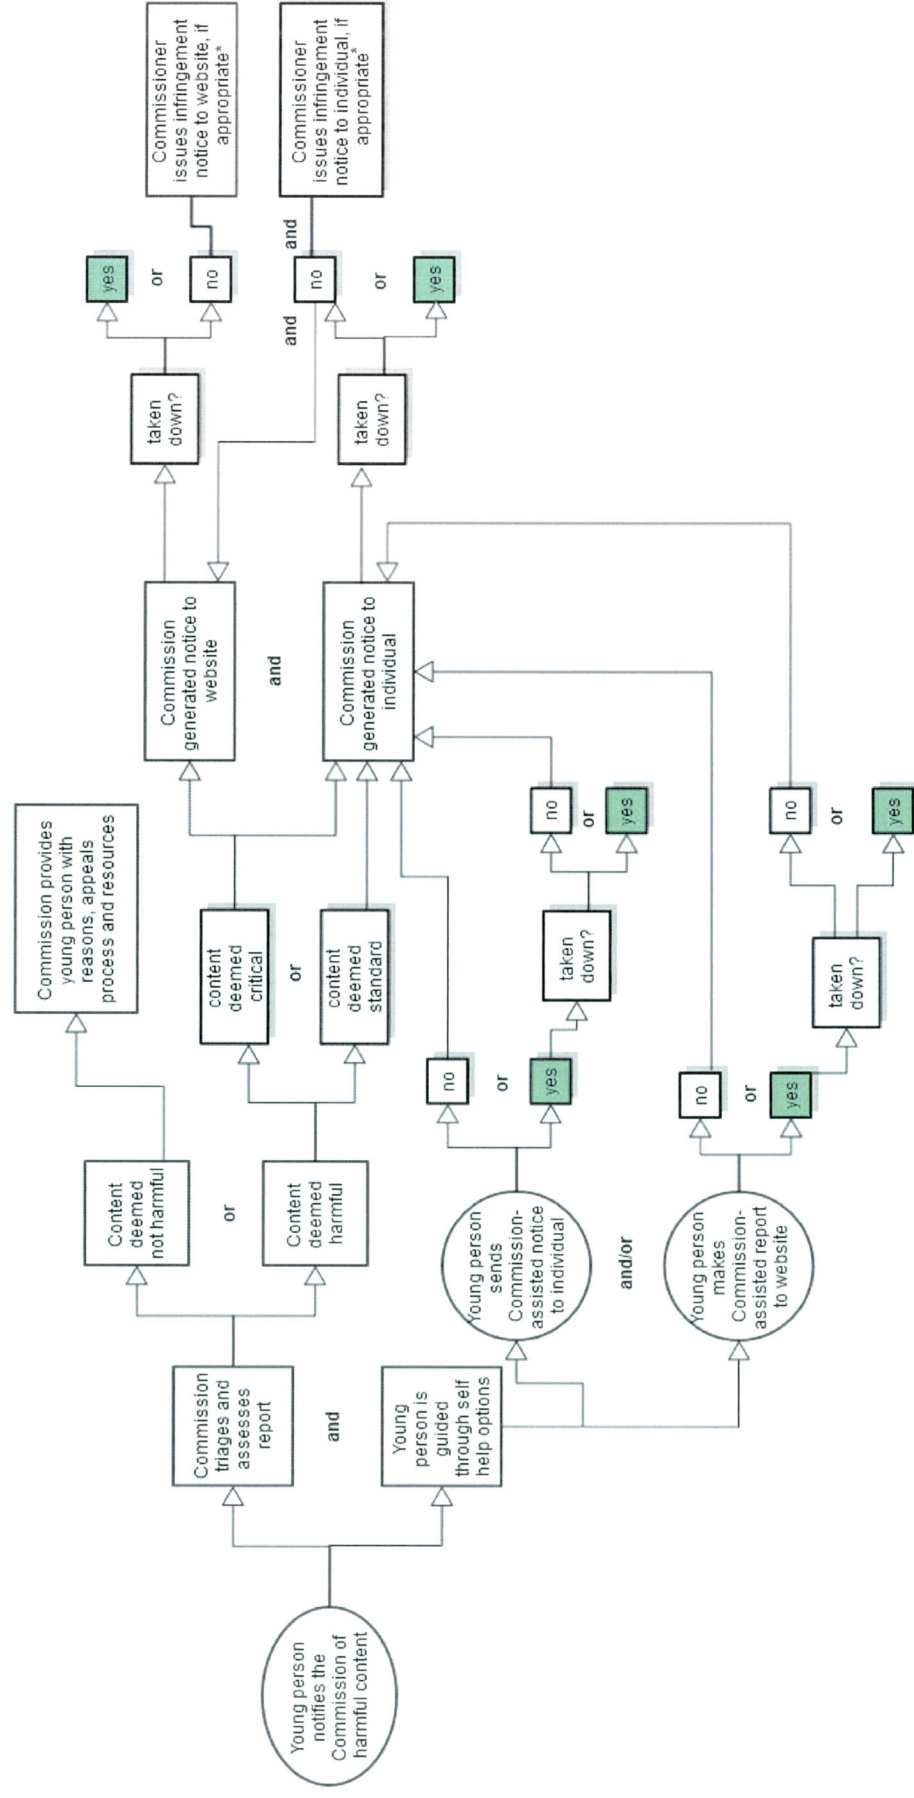 Young person
notifies the
Commission of
harmful content
Commission
triages and
assesses
report
and
Young
person is
guided
through self
help options
Content
deemed
not harmful
or
Content
deemed
harmful
Young person
sends
Commission-
assisted notice
to individual
and/or
Young person
makes
Commission-
assisted report
to website
Commission provides
young person with
reasons, appeals
process and resources
content
deemed
critical
or
content
deemed
standard
no
or
yes
no
or
yes
taken
down?
taken
down?
no
or
yes
no
or
yes
Commission
generated notice to
website
and
Commission
generated notice to
individual
taken
down?
taken
down?
yes
or
no
and
no
and
or
yes
Commissioner
issues infringement
notice to website, if
appropriate*
Commissioner
issues infringement
notice to individual, if
appropriate*